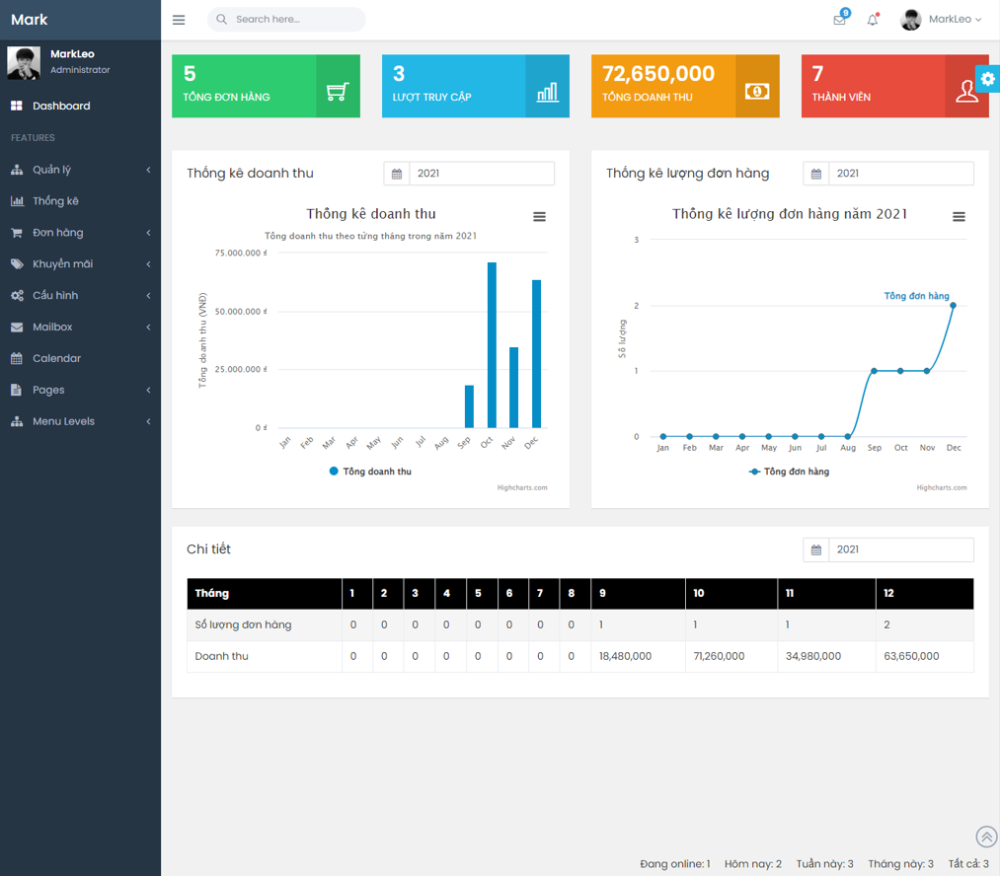 Mark
Search here...
9
MarkLeo
MarkLeo
Administrator
Dashboard
FEATURES
Quản lý
Thống kê
Đơn hàng
Khuyến mãi
Cấu hình
Mailbox
Calendar
Pages
Menu Levels
5
TỔNG ĐƠN HÀNG
3
LƯỢT TRUY CẬP
72,650,000
TỔNG DOANH THU
7
THÀNH VIÊN
Thống kê doanh thu
2021
Thống kê doanh thu
Tổng doanh thu theo từng tháng trong năm 2021
Tổng doanh thu (VNĐ)
75.000.000 ₫
50.000.000 ₫
25.000.000 ₫
0 ₫
Jan Feb Mar Apr May Jun Jul Aug Sep Oct Nov Dec
Tổng doanh thu
Highcharts.com
Thống kê lượng đơn hàng
2021
Thống kê lượng đơn hàng năm 2021
Số lượng
3
2
1
0
Tổng đơn hàng
Jan Feb Mar Apr May Jun Jul Aug Sep Oct Nov Dec
Tổng đơn hàng
Highcharts.com
Chi tiết
2021
Tháng 1 2 3 4 5 6 7 8 9 10 11 12
Số lượng đơn hàng 0 0 0 0 0 0 0 0 1 1 1 2
Doanh thu 0 0 0 0 0 0 0 0 18,480,000 71,260,000 34,980,000 63,650,000
Đang online: 1 Hôm nay: 2 Tuần này: 3 Tháng này: 3 Tất cả: 3